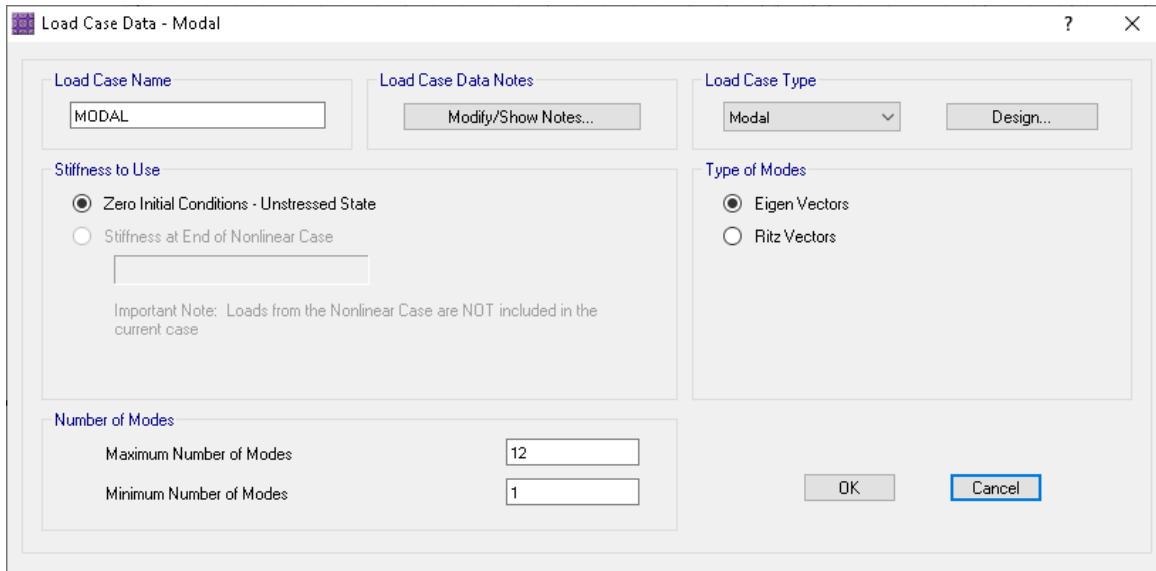 Load Case Data - Modal
?
Load Case Name
MODAL
Load Case Data Notes
Modify/Show Notes...
Load Case Type
Modal
Design...
Stiffness to Use
Zero Initial Conditions - Unstressed State
Stiffness at End of Nonlinear Case
Important Note:  Loads from the Nonlinear Case are NOT included in the
current case
Type of Modes
Eigen Vectors
Ritz Vectors
Number of Modes
Maximum Number of Modes
12
Minimum Number of Modes
1
OK
Cancel